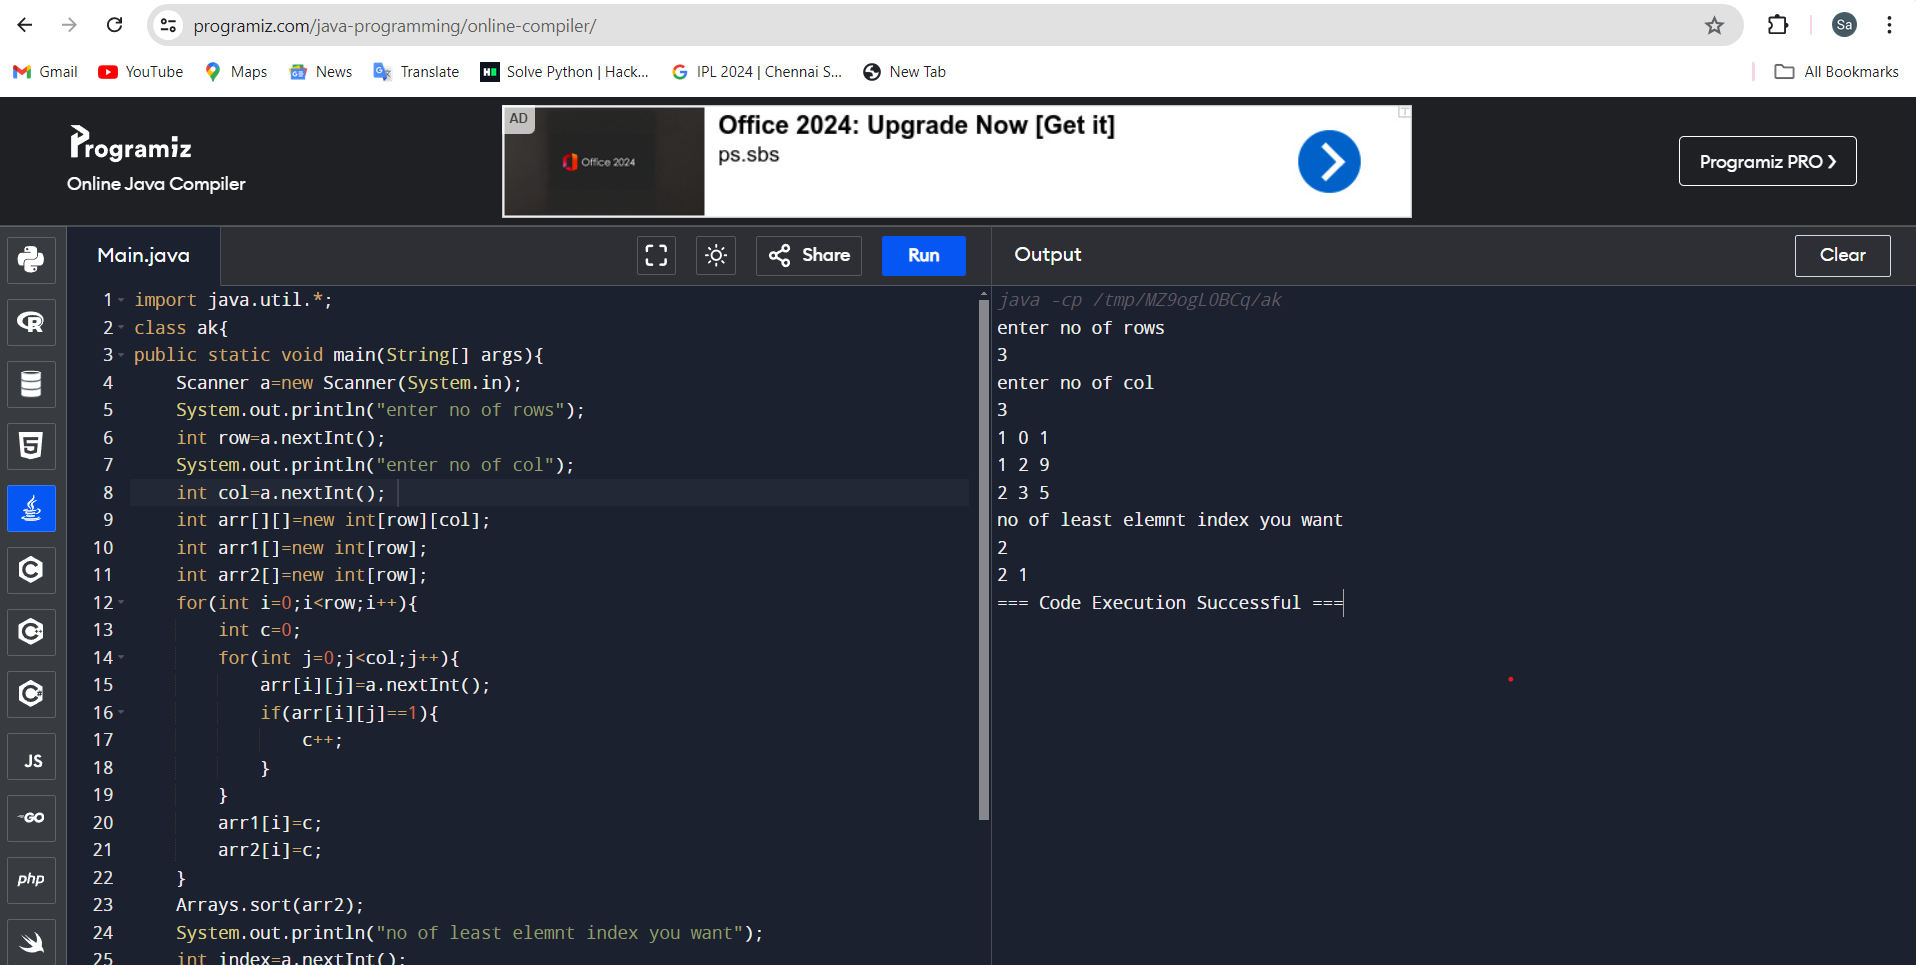 programiz.com/java-programming/online-compiler/
Sa
Gmail YouTube Maps News Translate Solve Python | Hack... IPL 2024 | Chennai S... New Tab All Bookmarks
Programiz
Online Java Compiler
AD
Office 2024
Office 2024: Upgrade Now [Get it]
ps.sbs
Programiz PRO
Main.java
Share
Run
Output
Clear
1 import java.util.*;
2 class ak{
3 public static void main(String[] args){
4 Scanner a=new Scanner(System.in);
5 System.out.println("enter no of rows");
6 int row=a.nextInt();
7 System.out.println("enter no of col");
8 int col=a.nextInt();
9 int arr[][]=new int[row][col];
10 int arr1[]=new int[row];
11 int arr2[]=new int[row];
12 for(int i=0;i<row;i++){
13 int c=0;
14 for(int j=0;j<col;j++){
15 arr[i][j]=a.nextInt();
16 if(arr[i][j]==1){
17 c++;
18 }
19 }
20 arr1[i]=c;
21 arr2[i]=c;
22 }
23 Arrays.sort(arr2);
24 System.out.println("no of least elemnt index you want");
25 int index=a.nextInt();
java -cp /tmp/MZ9ogL0BCq/ak
enter no of rows
3
enter no of col
3
1 0 1
1 2 9
2 3 5
no of least elemnt index you want
2
2 1
=== Code Execution Successful ===
R
5
C
C
C
JS
GO
php